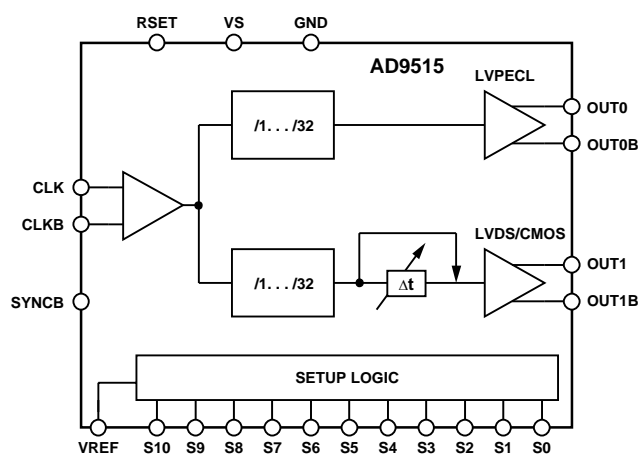 RSET VS GND
AD9515
LVPECL
/1. . . /32
OUT0
OUT0B
CLK
CLKB
LVDS/CMOS
/1. . . /32
Δt
OUT1
OUT1B
SYNCB
SETUP LOGIC
VREF S10 S9 S8 S7 S6 S5 S4 S3 S2 S1 S0